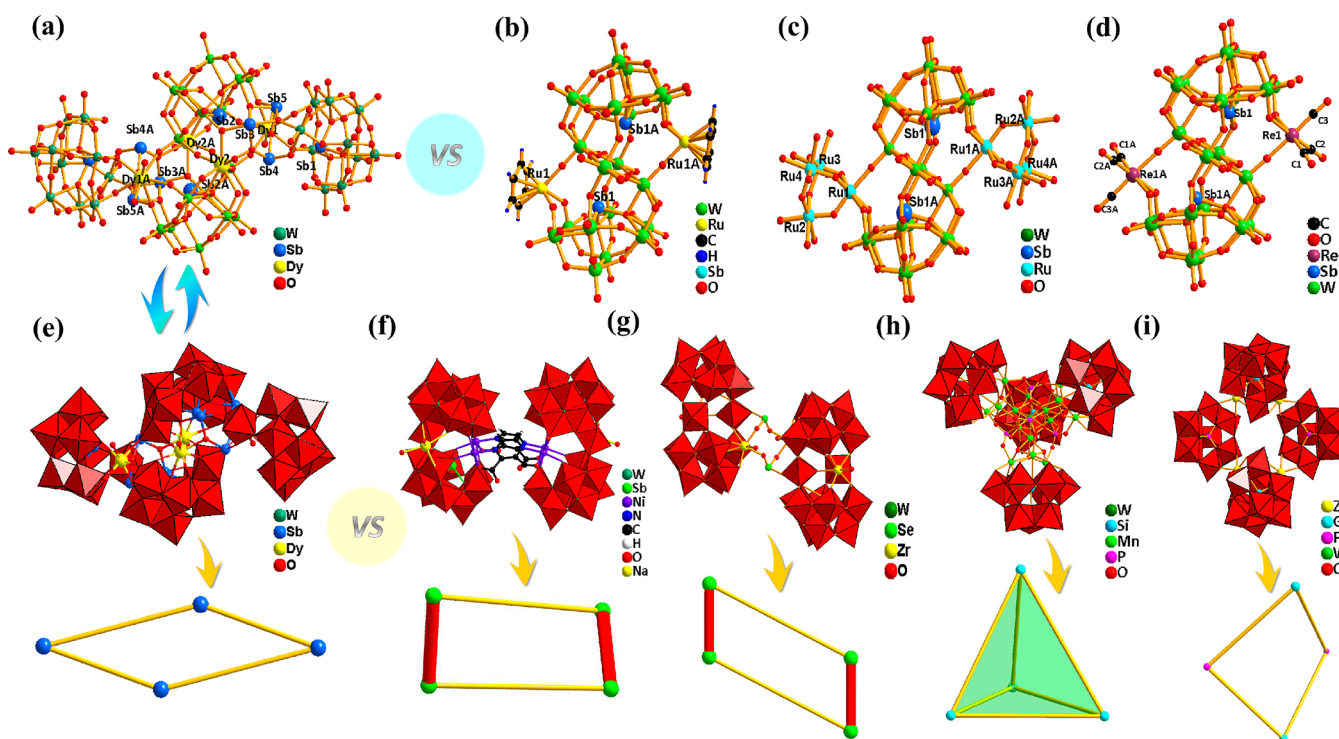 (a)
(b)
(c)
(d)
Sb5
Sb2
Sb3
Dy1
Sb4A
Dy2A
Dy2
Sb1
Sb3A
Sb4
Dy1A
Sb2A
Sb5A
W
Sb
Dy
O
VS
Sb1A
Ru1A
Ru1
Sb1
W
Ru
C
H
Sb
O
Ru2A
Sb1
Ru1A
Ru4A
Ru3
Ru3A
Ru4
Ru1
Sb1A
Ru2
W
Sb
Ru
O
C3
Sb1
Re1
C2
C1A
C1
C2A
Re1A
Sb1A
C3A
C
O
Re
Sb
W
(e)
(f)
(g)
(h)
(i)
W
Sb
Dy
O
VS
W
Sb
Ni
N
C
H
O
Na
W
Se
Zr
O
W
Si
Mn
P
O